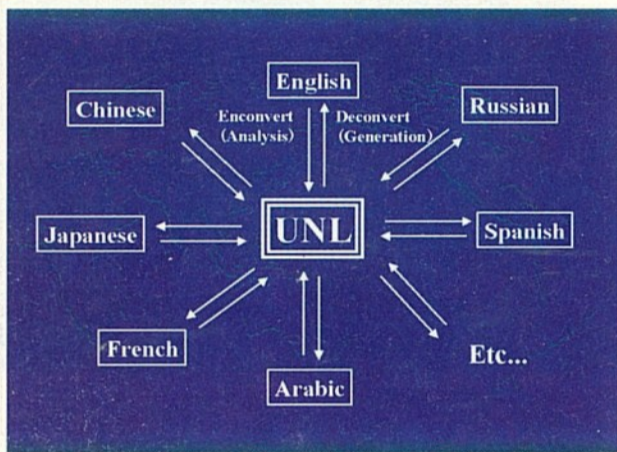 English
Chinese
Russian
Enconvert
(Analysis)
Deconvert
(Generation)
Japanese
UNL
Spanish
French
Etc...
Arabic